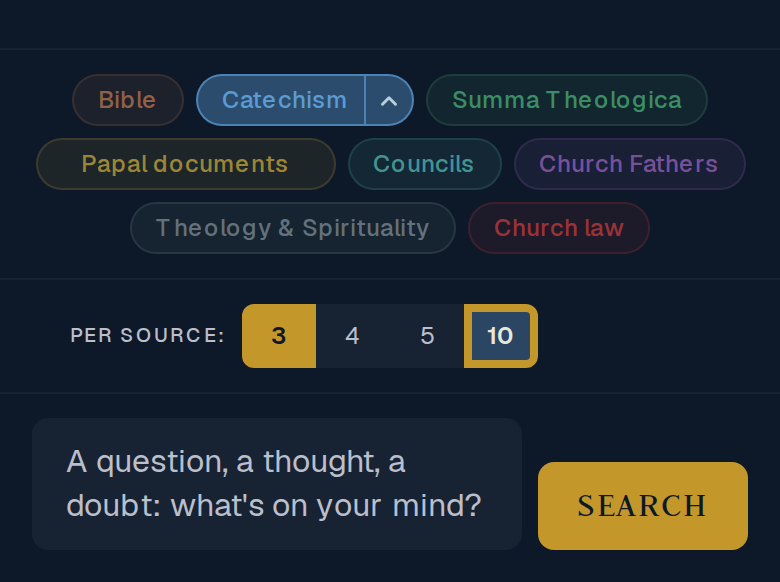 Bible
Catechism
Summa Theologica
Papal documents
Councils
Church Fathers
Theology & Spirituality
Church law
PER SOURCE:
3
4
5
10
A question, a thought, a
doubt: what's on your mind?
SEARCH